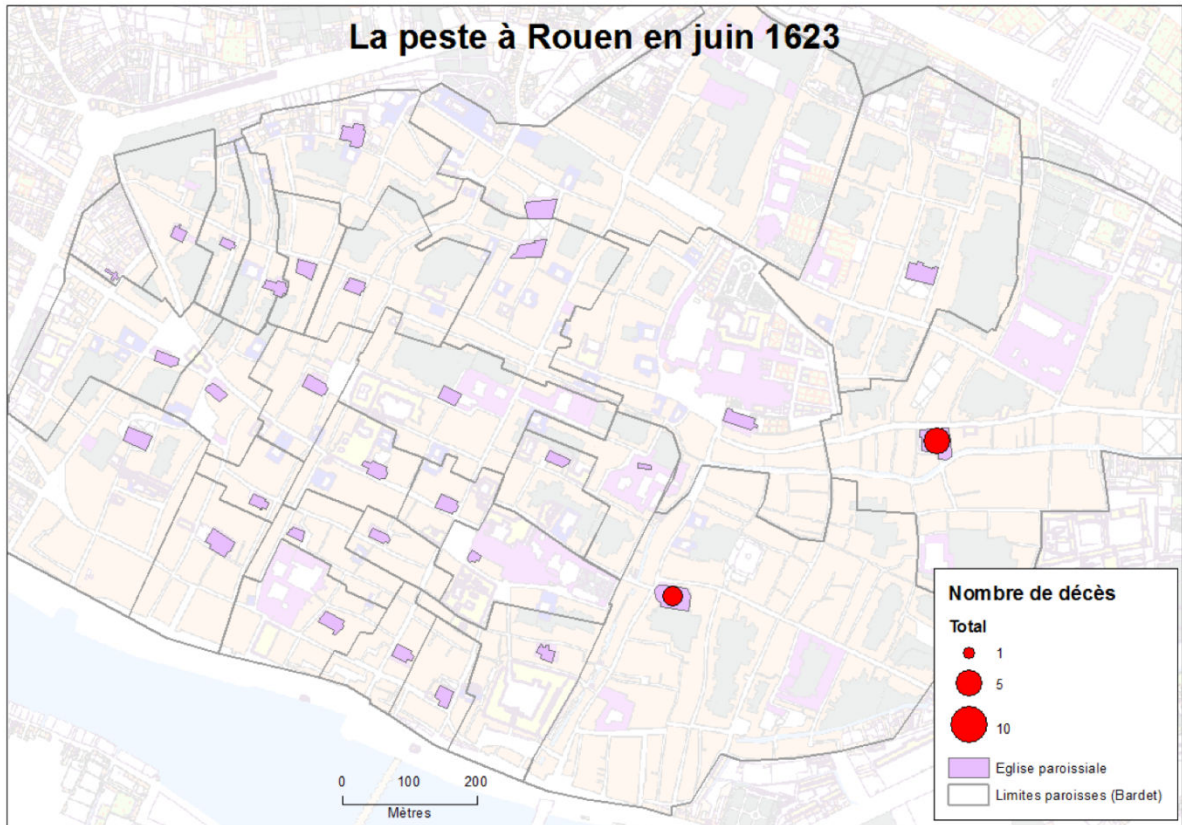 La peste à Rouen en juin 1623
Nombre de décès
Total
1
5
10
Eglise paroissiale
Limites paroisses (Bardet)
0 100 200
Mètres